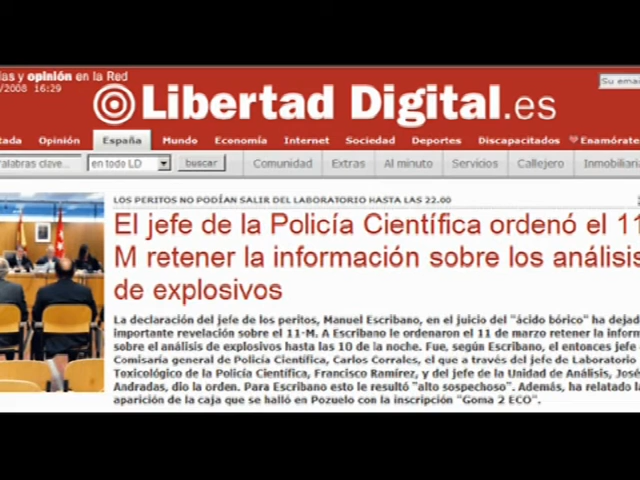 ias y opinión en la Red
/2008 16:29
Libertad Digital.es
Su emai
tada Opinión España Mundo Economía Internet Sociedad Deportes Discapacitados Enamórate
alabras clave... en todo LD buscar Comunidad Extras Al minuto Servicios Callejero Inmobiliaria
LOS PERITOS NO PODÍAN SALIR DEL LABORATORIO HASTA LAS 22.00
El jefe de la Policía Científica ordenó el 11
M retener la información sobre los análisis
de explosivos
La declaración del jefe de los peritos, Manuel Escribano, en el juicio del "ácido bórico" ha dejad
importante revelación sobre el 11-M. A Escribano le ordenaron el 11 de marzo retener la inform
sobre el análisis de explosivos hasta las 10 de la noche. Fue, según Escribano, el entonces jefe
Comisaría general de Policía Científica, Carlos Corrales, el que a través del jefe de Laboratorio
Toxicológico de la Policía Científica, Francisco Ramírez, y del jefe de la Unidad de Análisis, José
Andradas, dio la orden. Para Escribano esto le resultó "alto sospechoso". Además, ha relatado la
aparición de la caja que se halló en Pozuelo con la inscripción "Goma 2 ECO".